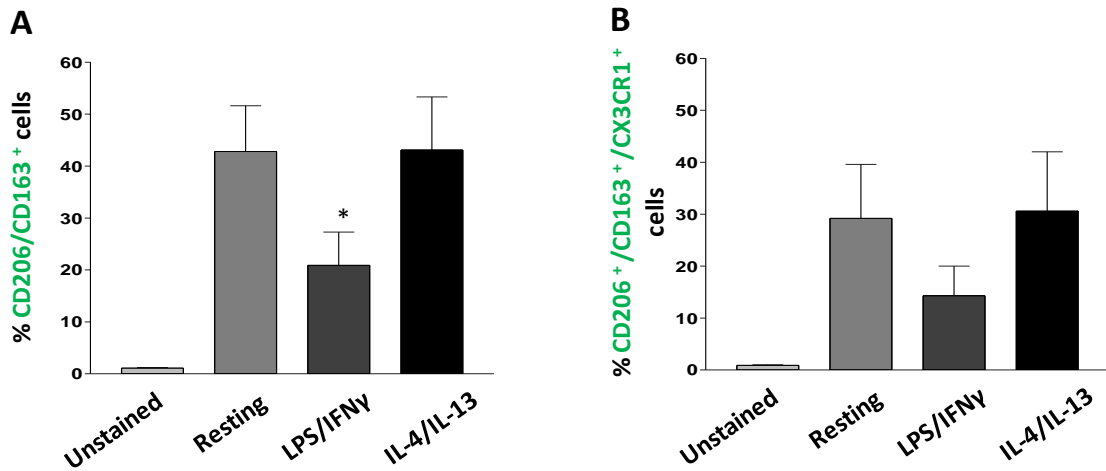 A
% CD206/CD163⁺ cells
60
50
40
30
20
10
0
*
Unstained
Resting
LPS/IFNγ
IL-4/IL-13
B
% CD206⁺/CD163⁺/CX3CR1⁺
cells
60
50
40
30
20
10
0
Unstained
Resting
LPS/IFNγ
IL-4/IL-13